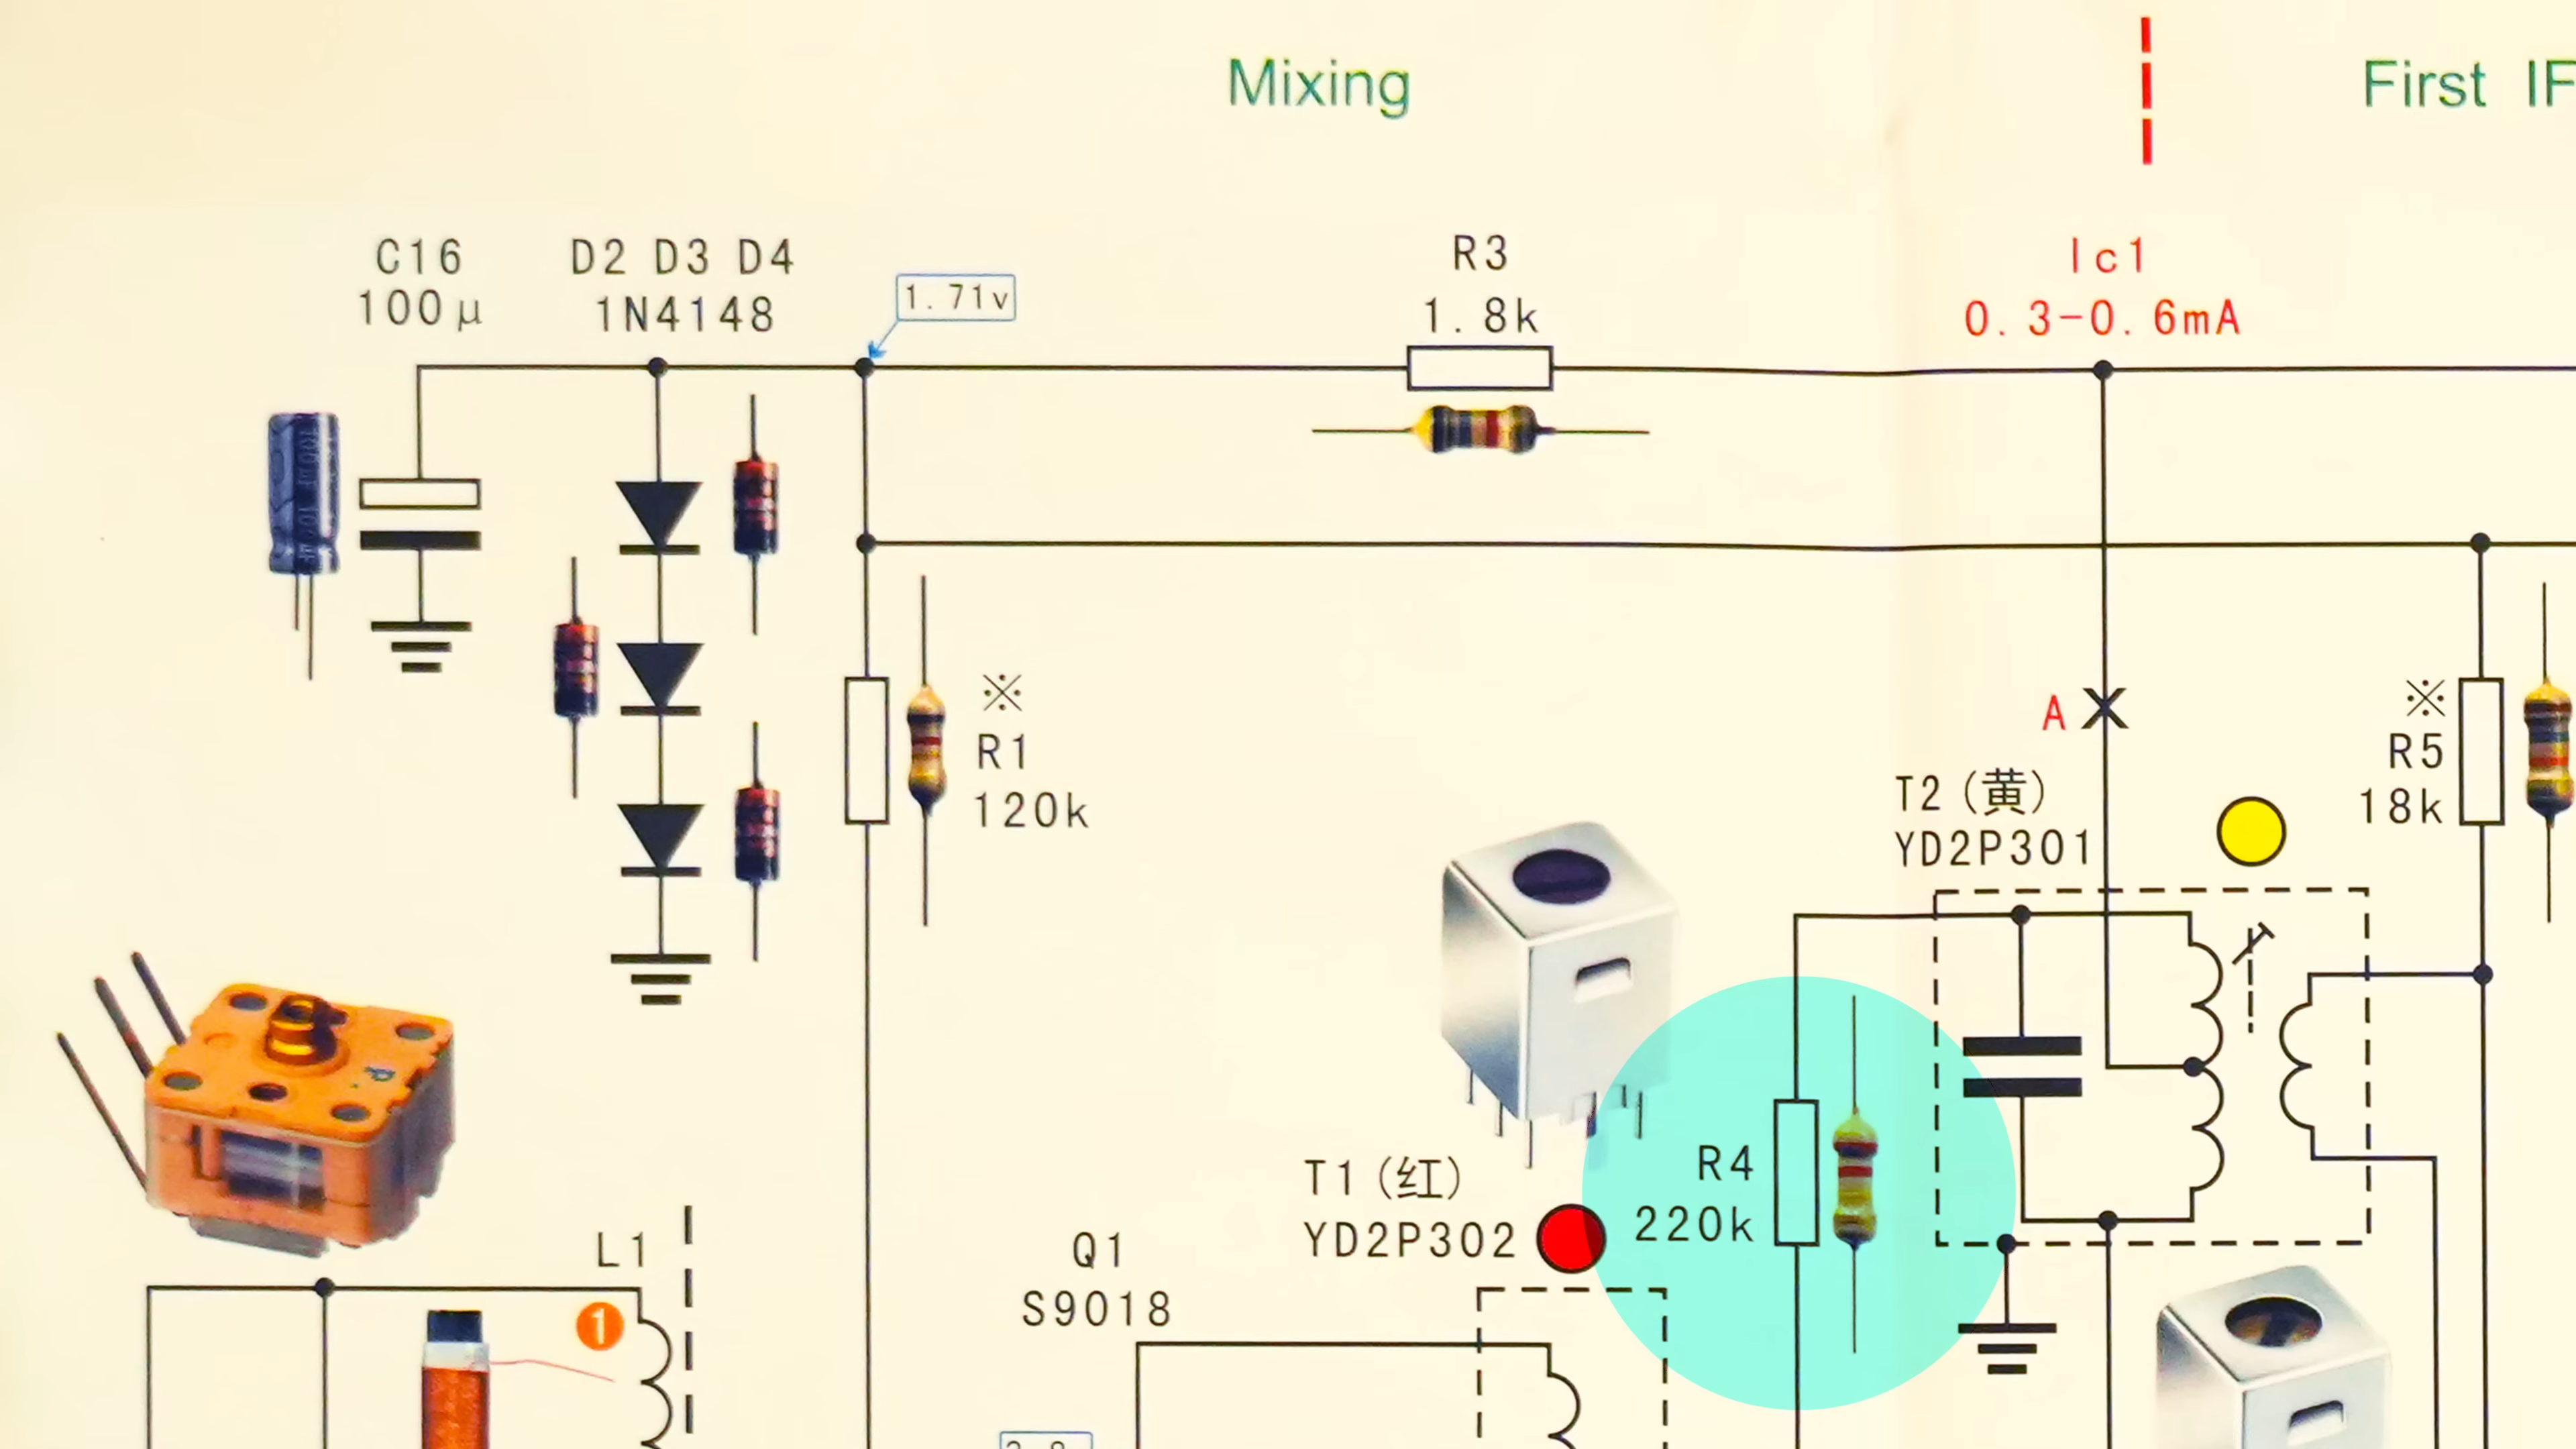 Mixing
First IF
C16
100μ
D2 D3 D4
1N4148
1.71v
R3
1.8k
Ic1
0.3-0.6mA
※
R1
120k
A
※
R5
18k
T2(黄)
YD2P301
T1(红)
YD2P302
R4
220k
L1
1
Q1
S9018